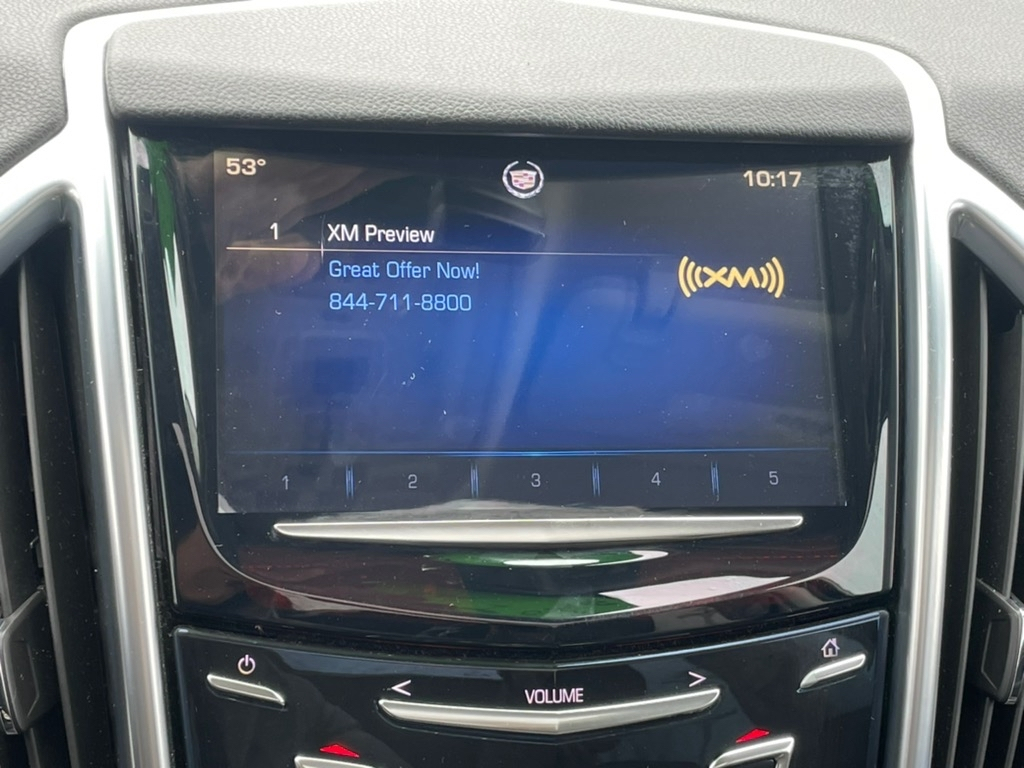 53° 10:17
1 XM Preview
Great Offer Now!
((XM))
844-711-8800
1 2 3 4 5
< VOLUME >